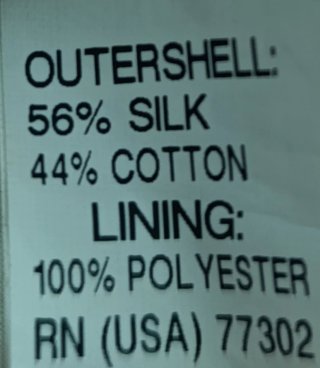 OUTERSHELL:
56% SILK
44% COTTON
LINING:
100% POLYESTER
RN (USA) 77302